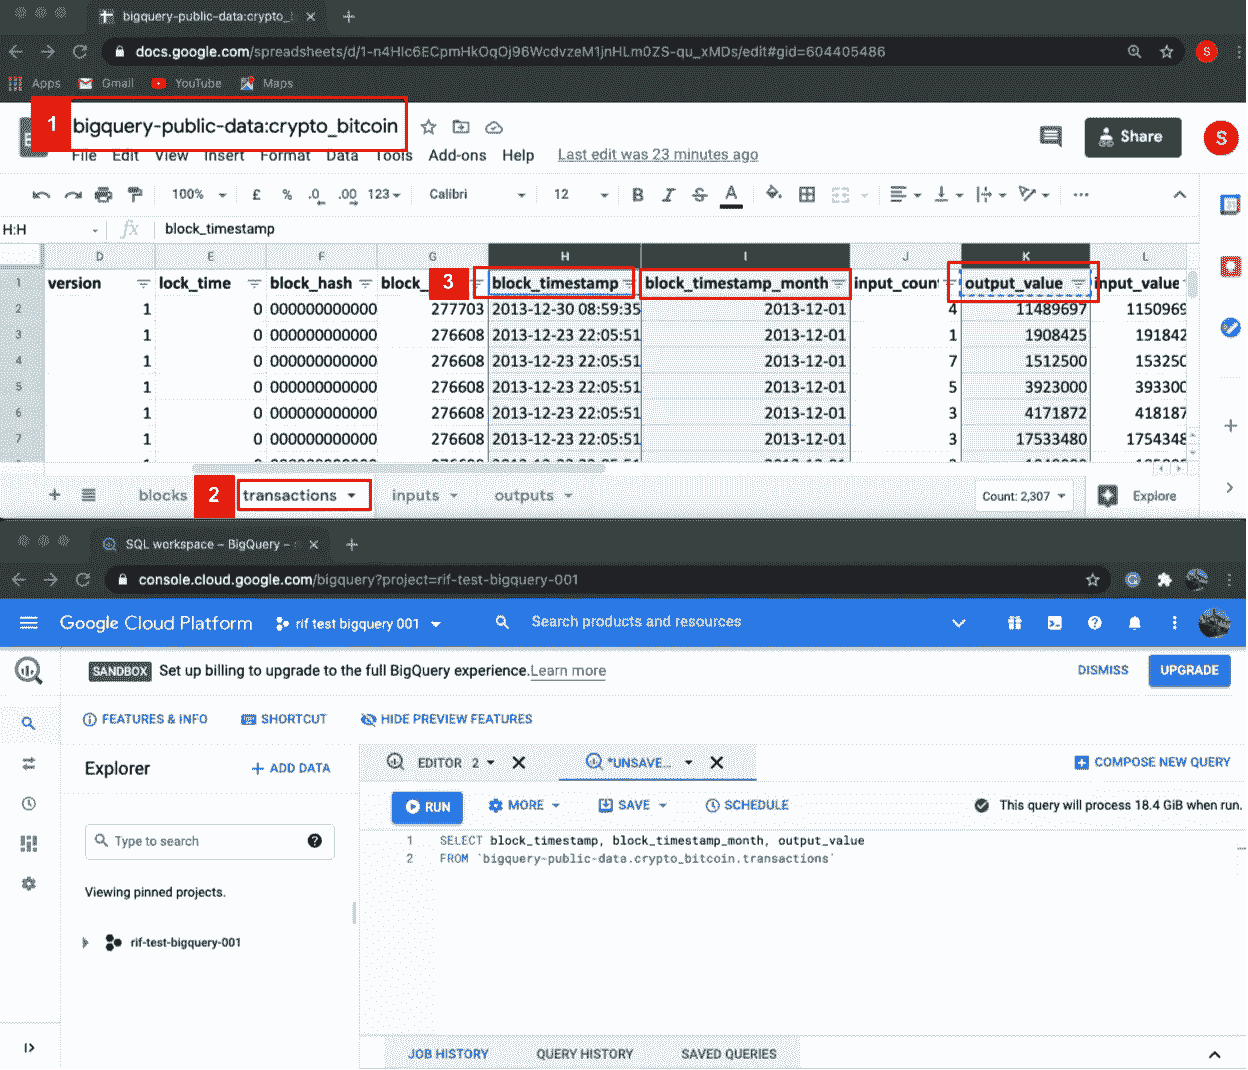 bigquery-public-data:crypto_
docs.google.com/spreadsheets/d/1-n4Hlc6ECpmHkOqOj96WcdvzeM1jnHLm0ZS-qu_xMDs/edit#gid=604405486
S
Apps Gmail YouTube Maps
1 bigquery-public-data:crypto_bitcoin
Share
S
File Edit View Insert Format Data Tools Add-ons Help Last edit was 23 minutes ago
100% £ % .0 .00 123 Calibri 12 B I S A
H:H fx block_timestamp
D E F G H I J K L
1 version lock_time block_hash block_ 3 block_timestamp block_timestamp_month input_coun output_value input_value
2 1 0 000000000000 277703 2013-12-30 08:59:35 2013-12-01 4 11489697 1150969
3 1 0 000000000000 276608 2013-12-23 22:05:51 2013-12-01 1 1908425 191842
4 1 0 000000000000 276608 2013-12-23 22:05:51 2013-12-01 7 1512500 153250
5 1 0 000000000000 276608 2013-12-23 22:05:51 2013-12-01 5 3923000 393300
6 1 0 000000000000 276608 2013-12-23 22:05:51 2013-12-01 3 4171872 418187
7 1 0 000000000000 276608 2013-12-23 22:05:51 2013-12-01 3 17533480 1754348
blocks 2 transactions inputs outputs Count: 2,307 Explore
SQL workspace – BigQuery –
console.cloud.google.com/bigquery?project=rif-test-bigquery-001
Google Cloud Platform rif test bigquery 001 Search products and resources
SANDBOX Set up billing to upgrade to the full BigQuery experience. Learn more DISMISS UPGRADE
FEATURES & INFO SHORTCUT HIDE PREVIEW FEATURES
Explorer + ADD DATA
EDITOR 2 *UNSAVE... COMPOSE NEW QUERY
RUN MORE SAVE SCHEDULE This query will process 18.4 GiB when run.
Type to search
1 SELECT block_timestamp, block_timestamp_month, output_value
2 FROM `bigquery-public-data.crypto_bitcoin.transactions`
Viewing pinned projects.
rif-test-bigquery-001
JOB HISTORY QUERY HISTORY SAVED QUERIES